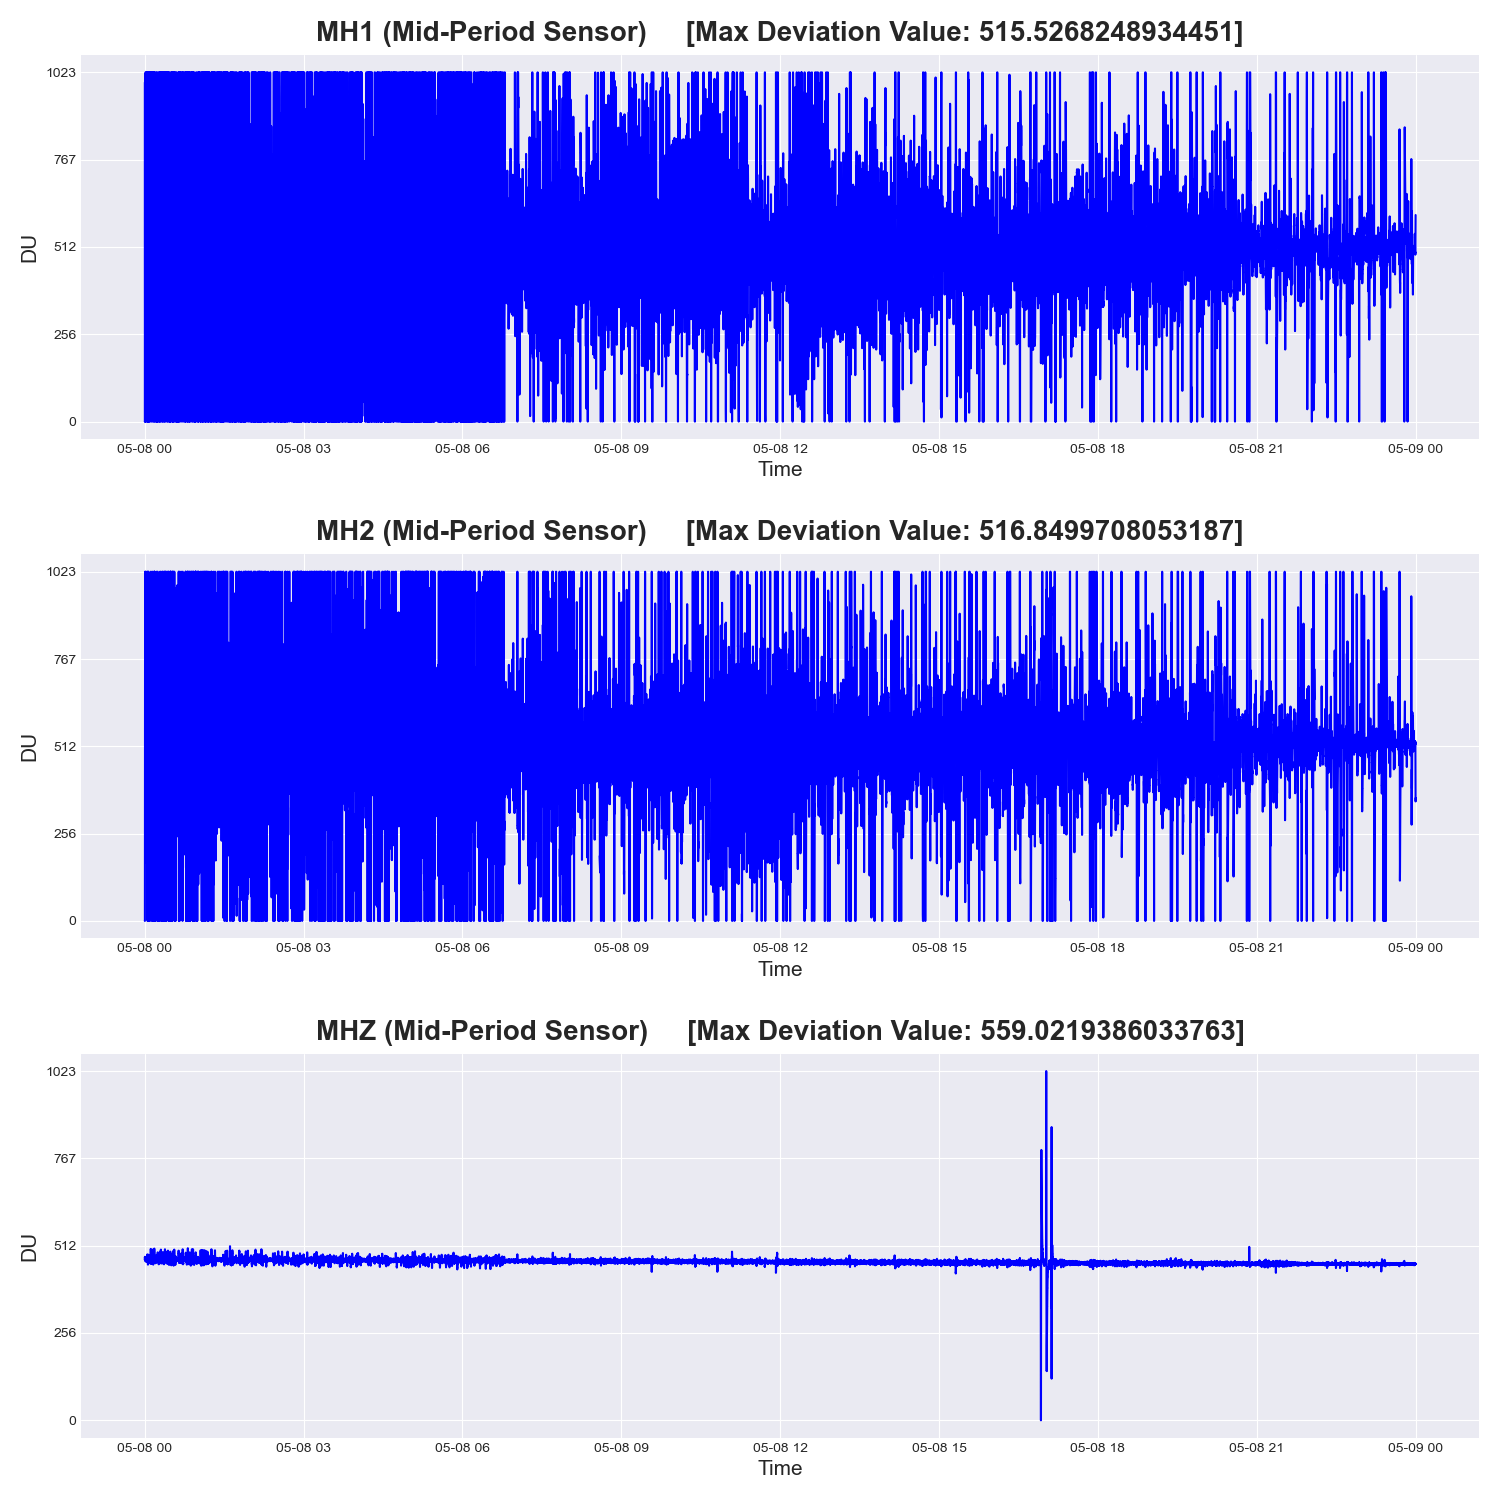 MH1 (Mid-Period Sensor) [Max Deviation Value: 515.5268248934451]
1023
767
512
256
0
DU
05-08 00 05-08 03 05-08 06 05-08 09 05-08 12 05-08 15 05-08 18 05-08 21 05-09 00
Time
MH2 (Mid-Period Sensor) [Max Deviation Value: 516.8499708053187]
1023
767
512
256
0
DU
05-08 00 05-08 03 05-08 06 05-08 09 05-08 12 05-08 15 05-08 18 05-08 21 05-09 00
Time
MHZ (Mid-Period Sensor) [Max Deviation Value: 559.0219386033763]
1023
767
512
256
0
DU
05-08 00 05-08 03 05-08 06 05-08 09 05-08 12 05-08 15 05-08 18 05-08 21 05-09 00
Time